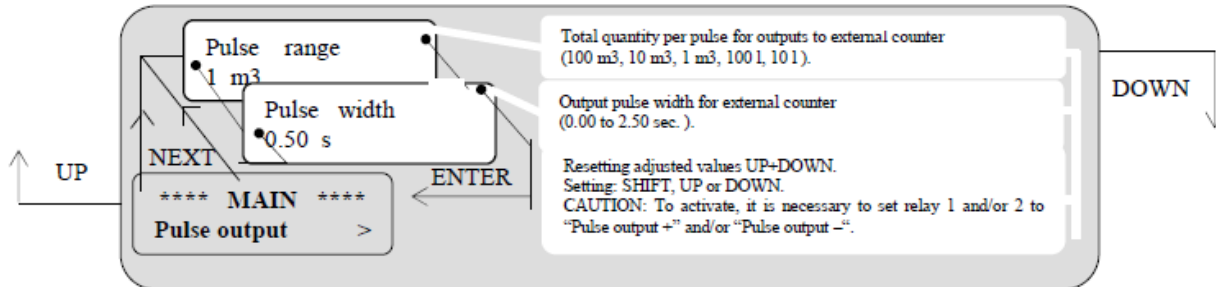 Pulse range
1 m3
Pulse width
0.50 s
Total quantity per pulse for outputs to external counter
(100 m3, 10 m3, 1 m3, 100 l, 10 l).
Output pulse width for external counter
(0.00 to 2.50 sec. ).
Resetting adjusted values UP+DOWN.
Setting: SHIFT, UP or DOWN.
CAUTION: To activate, it is necessary to set relay 1 and/or 2 to
“Pulse output +” and/or “Pulse output –“.
DOWN
UP
NEXT
ENTER
**** MAIN ****
Pulse output >